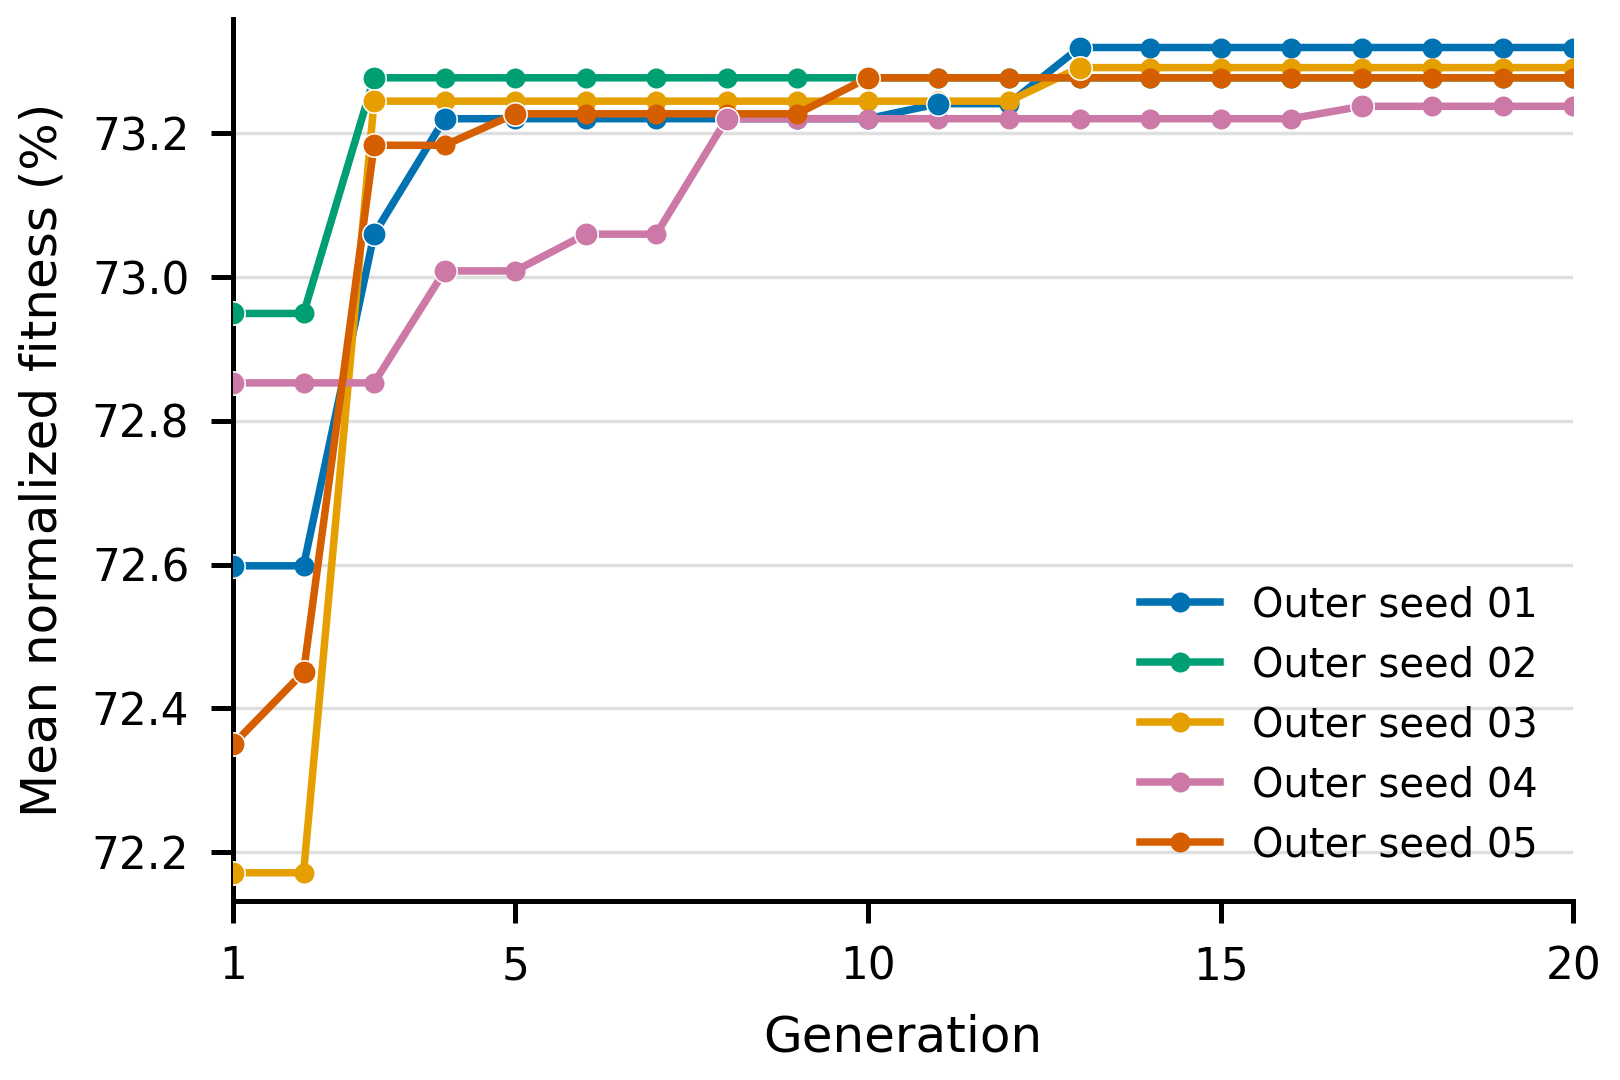 Mean normalized fitness (%)
73.2
73.0
72.8
72.6
72.4
72.2
1
5
10
15
20
Generation
Outer seed 01
Outer seed 02
Outer seed 03
Outer seed 04
Outer seed 05